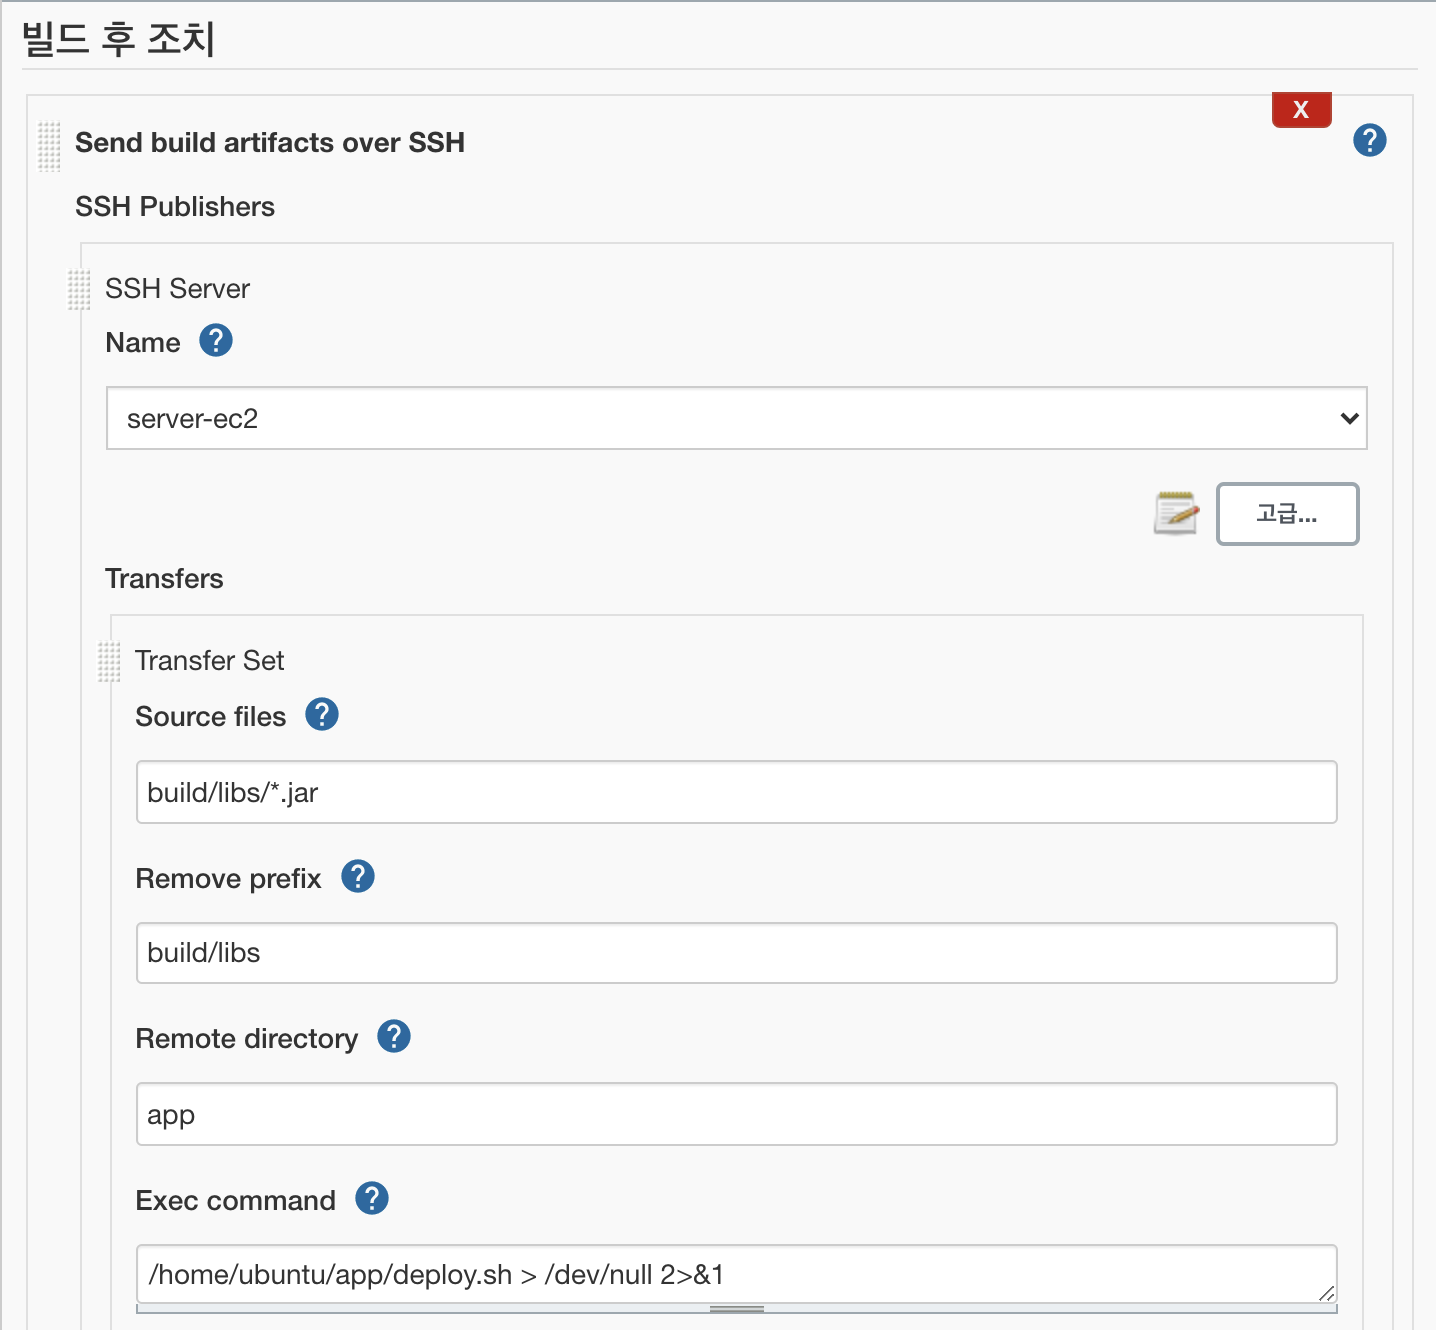 빌드 후 조치
X
Send build artifacts over SSH
?
SSH Publishers
SSH Server
Name ?
server-ec2
고급...
Transfers
Transfer Set
Source files ?
build/libs/*.jar
Remove prefix ?
build/libs
Remote directory ?
app
Exec command ?
/home/ubuntu/app/deploy.sh > /dev/null 2>&1